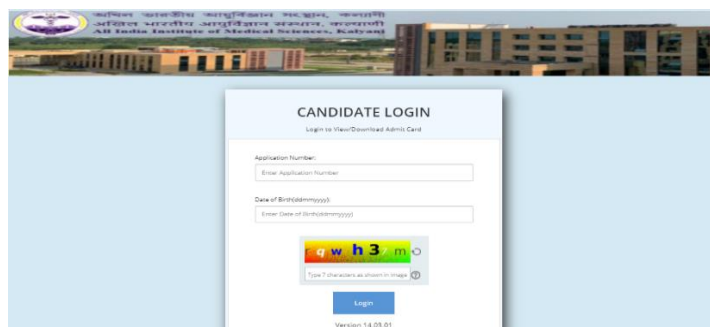 अखिल भारतीय आयुर्विज्ञान संस्थान, कल्याणी
All India Institute of Medical Sciences, Kalyani
CANDIDATE LOGIN
Login to View/Download Admit Card
Application Number:
Enter Application Number
Date of Birth(ddmmyyyy):
Enter Date of Birth(ddmmyyyy)
q w h 3 m
Type 7 characters as shown in image
Login
Version 14.03.01